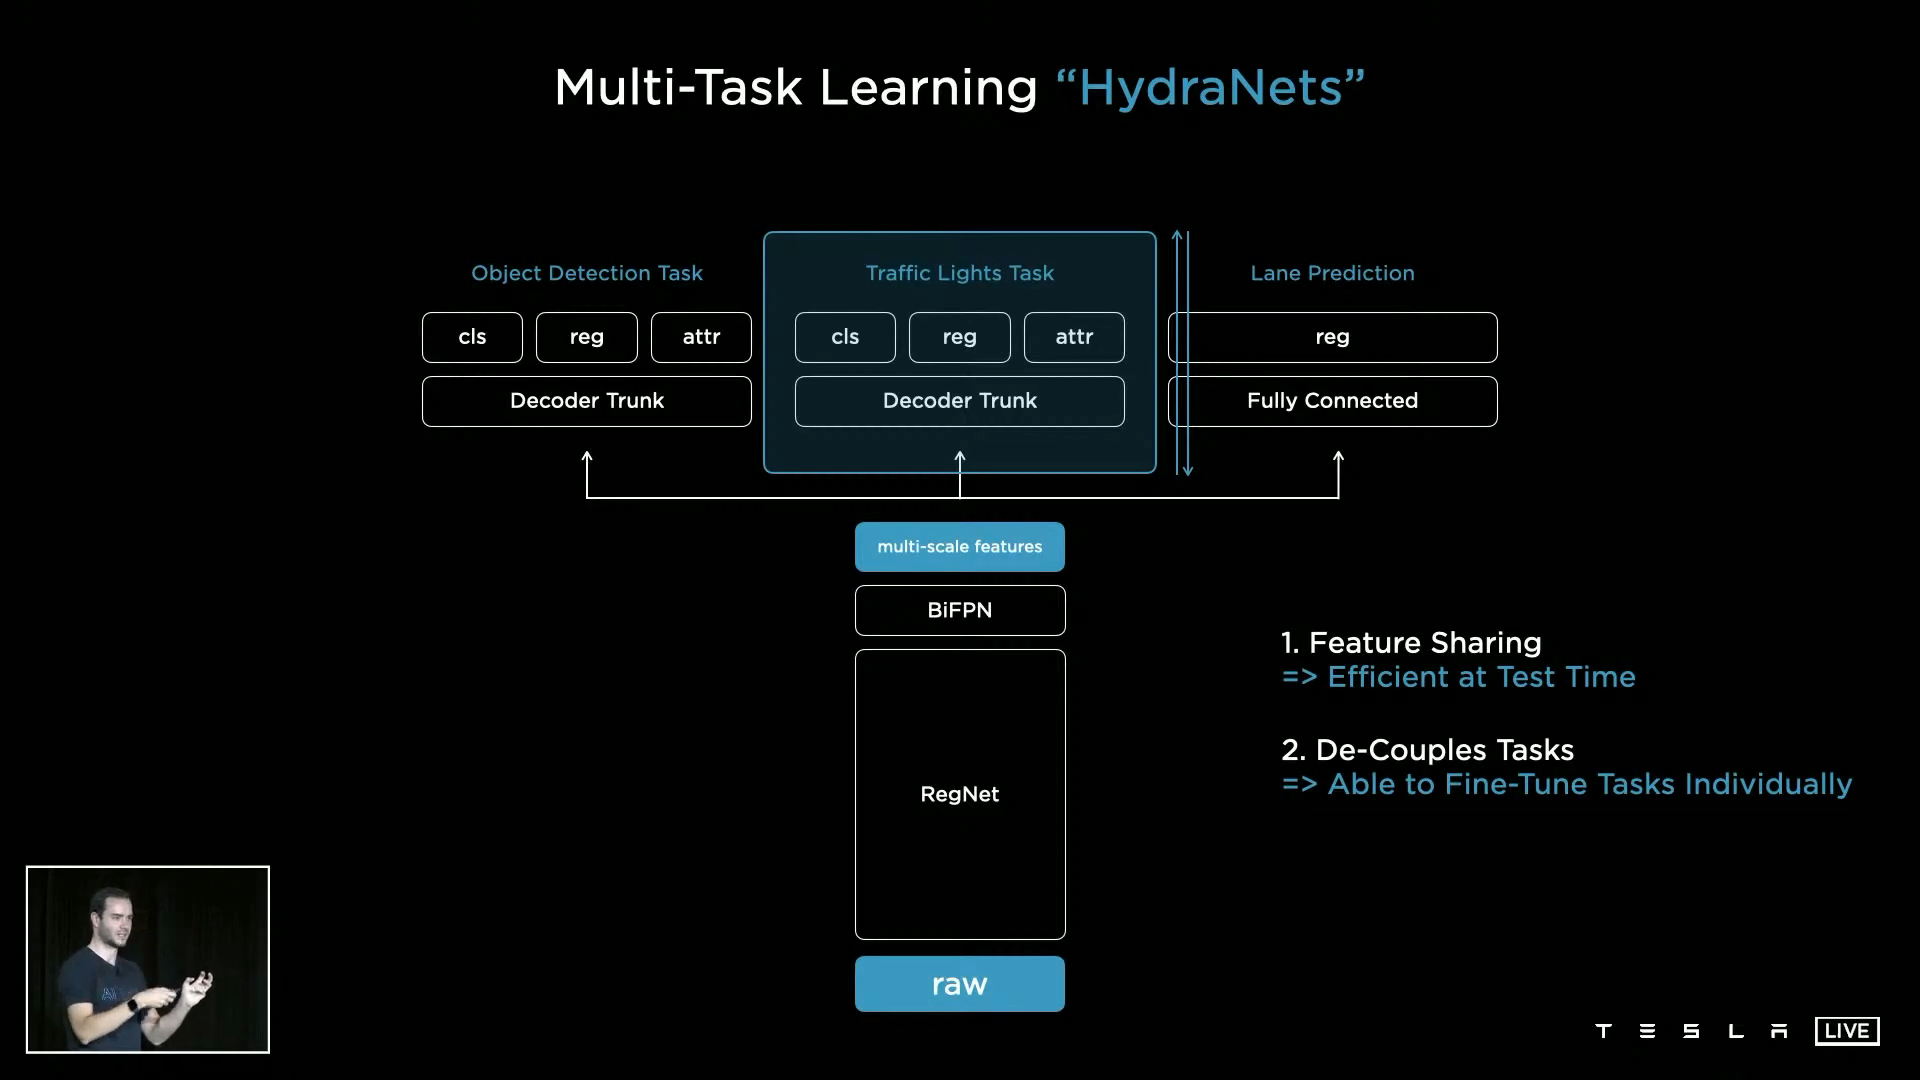 Multi-Task Learning “HydraNets”
Object Detection Task
cls reg attr
Decoder Trunk
Traffic Lights Task
cls reg attr
Decoder Trunk
Lane Prediction
reg
Fully Connected
multi-scale features
BiFPN
RegNet
raw
1. Feature Sharing
=> Efficient at Test Time
2. De-Couples Tasks
=> Able to Fine-Tune Tasks Individually
AI
TESLA LIVE